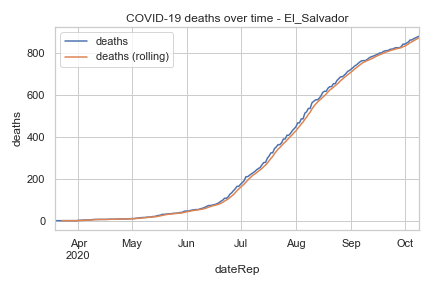 COVID-19 deaths over time - El_Salvador
deaths
deaths (rolling)
deaths
800
600
400
200
0
Apr
2020
May
Jun
Jul
Aug
Sep
Oct
dateRep